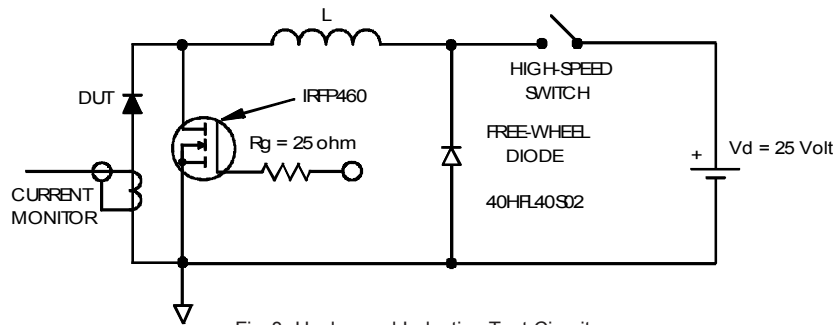 L
HIGH-SPEED
SWITCH
DUT
IRFP460
Rg = 25 ohm
FREE-WHEEL
DIODE
+
Vd = 25 Volt
CURRENT
MONITOR
40HFL40S02